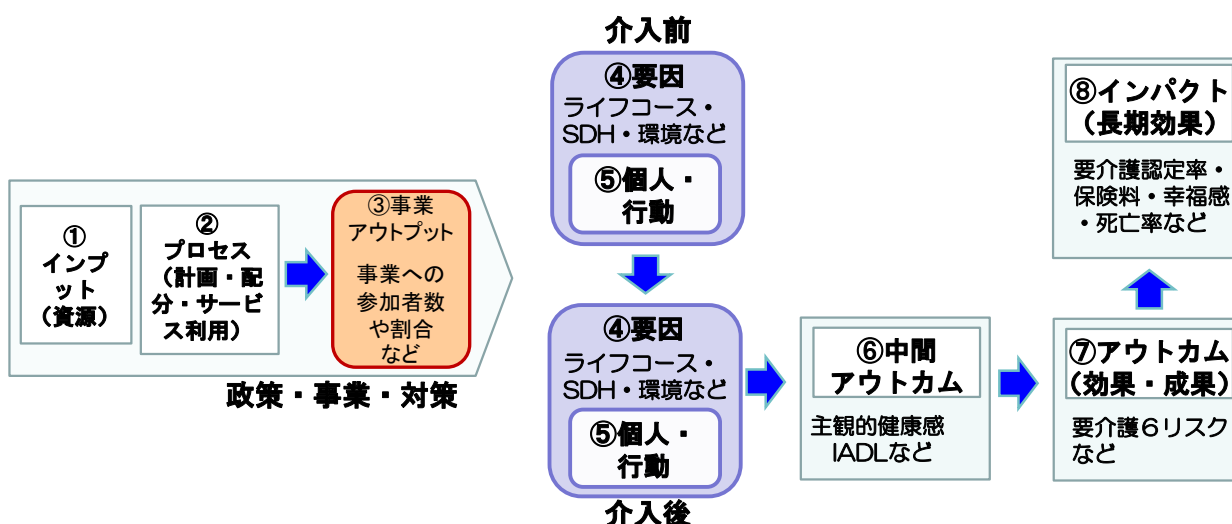 ①
インプ
ット
(資源)
②
プロセス
(計画・配
分・サービ
ス利用)
③事業
アウトプット
事業への
参加者数
や割合
など
政策・事業・対策
介入前
④要因
ライフコース・
SDH・環境など
⑤個人・
行動
④要因
ライフコース・
SDH・環境など
⑤個人・
行動
介入後
⑥中間
アウトカム
主観的健康感
IADLなど
⑦アウトカム
(効果・成果)
要介護6リスク
など
⑧インパクト
(長期効果)
要介護認定率・
保険料・幸福感
・死亡率など